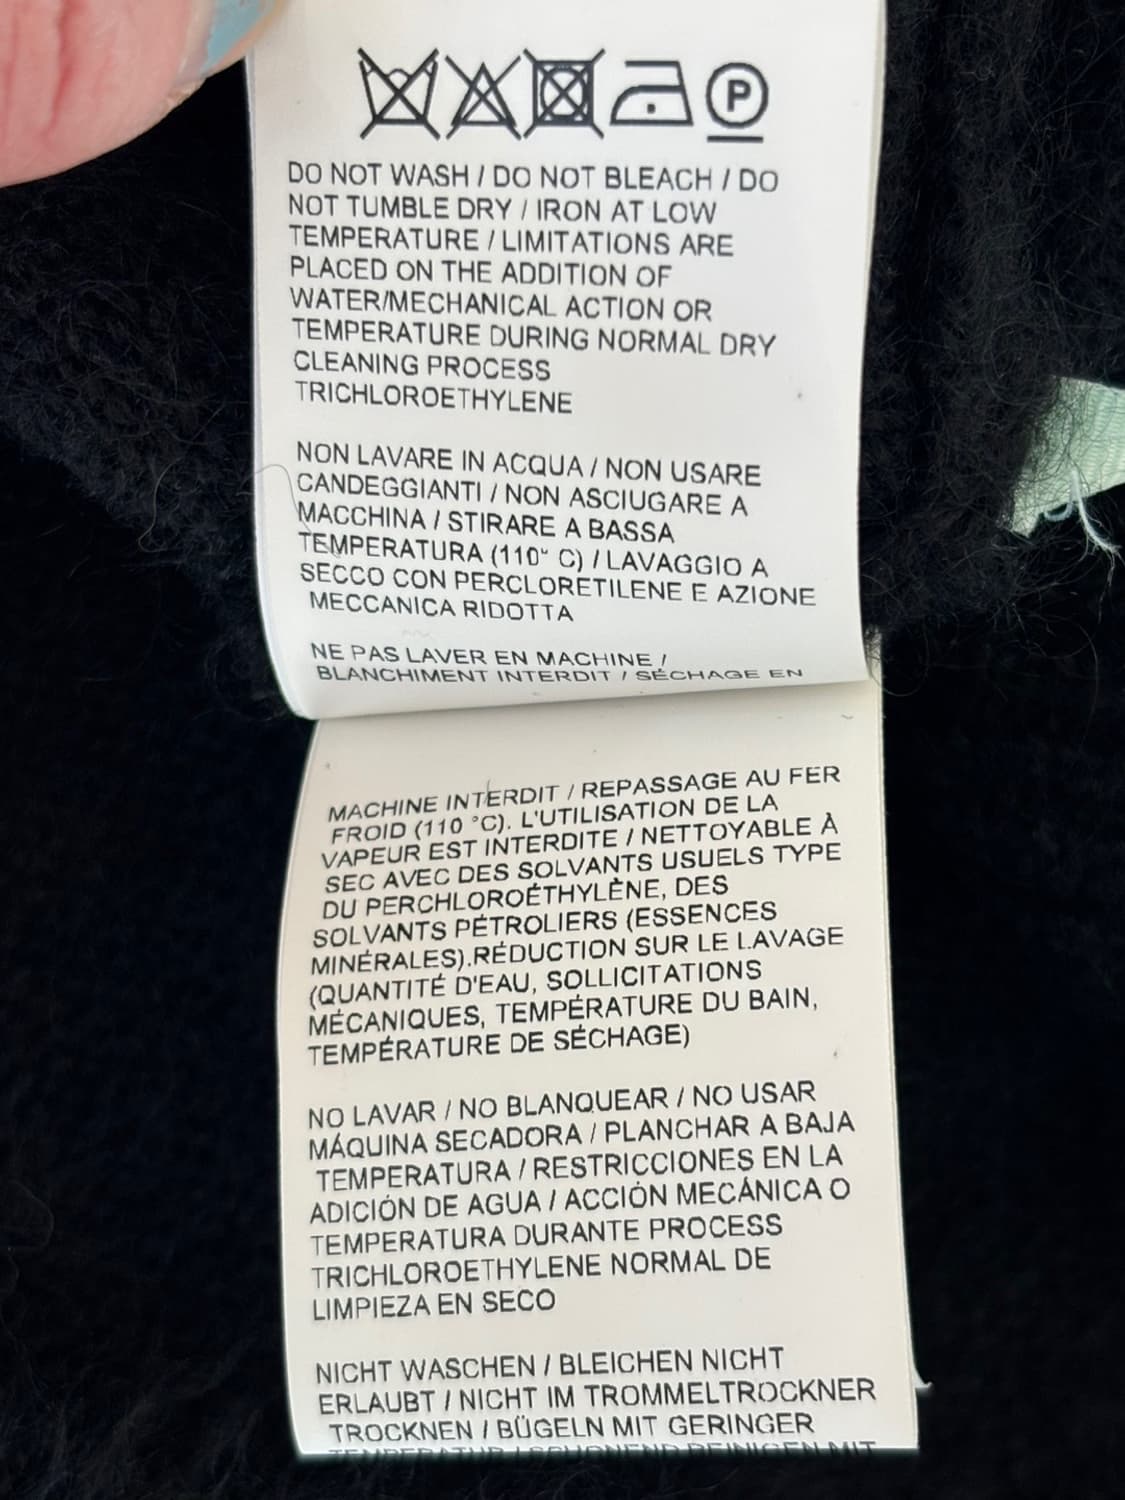 P
DO NOT WASH / DO NOT BLEACH / DO
NOT TUMBLE DRY / IRON AT LOW
TEMPERATURE / LIMITATIONS ARE
PLACED ON THE ADDITION OF
WATER/MECHANICAL ACTION OR
TEMPERATURE DURING NORMAL DRY
CLEANING PROCESS
TRICHLOROETHYLENE
NON LAVARE IN ACQUA / NON USARE
CANDEGGIANTI / NON ASCIUGARE A
MACCHINA / STIRARE A BASSA
TEMPERATURA (110° C) / LAVAGGIO A
SECCO CON PERCLORETILENE E AZIONE
MECCANICA RIDOTTA
NE PAS LAVER EN MACHINE /
BLANCHIMENT INTERDIT / SÉCHAGE EN
MACHINE INTERDIT / REPASSAGE AU FER
FROID (110 °C). L'UTILISATION DE LA
VAPEUR EST INTERDITE / NETTOYABLE À
SEC AVEC DES SOLVANTS USUELS TYPE
DU PERCHLOROÉTHYLÈNE, DES
SOLVANTS PÉTROLIERS (ESSENCES
MINÉRALES).RÉDUCTION SUR LE LAVAGE
(QUANTITÉ D'EAU, SOLLICITATIONS
MÉCANIQUES, TEMPÉRATURE DU BAIN,
TEMPÉRATURE DE SÉCHAGE)
NO LAVAR / NO BLANQUEAR / NO USAR
MÁQUINA SECADORA / PLANCHAR A BAJA
TEMPERATURA / RESTRICCIONES EN LA
ADICIÓN DE AGUA / ACCIÓN MECÁNICA O
TEMPERATURA DURANTE PROCESS
TRICHLOROETHYLENE NORMAL DE
LIMPIEZA EN SECO
NICHT WASCHEN / BLEICHEN NICHT
ERLAUBT / NICHT IM TROMMELTROCKNER
TROCKNEN / BÜGELN MIT GERINGER
TEMPERATUR / SCHONEND REINIGEN MIT